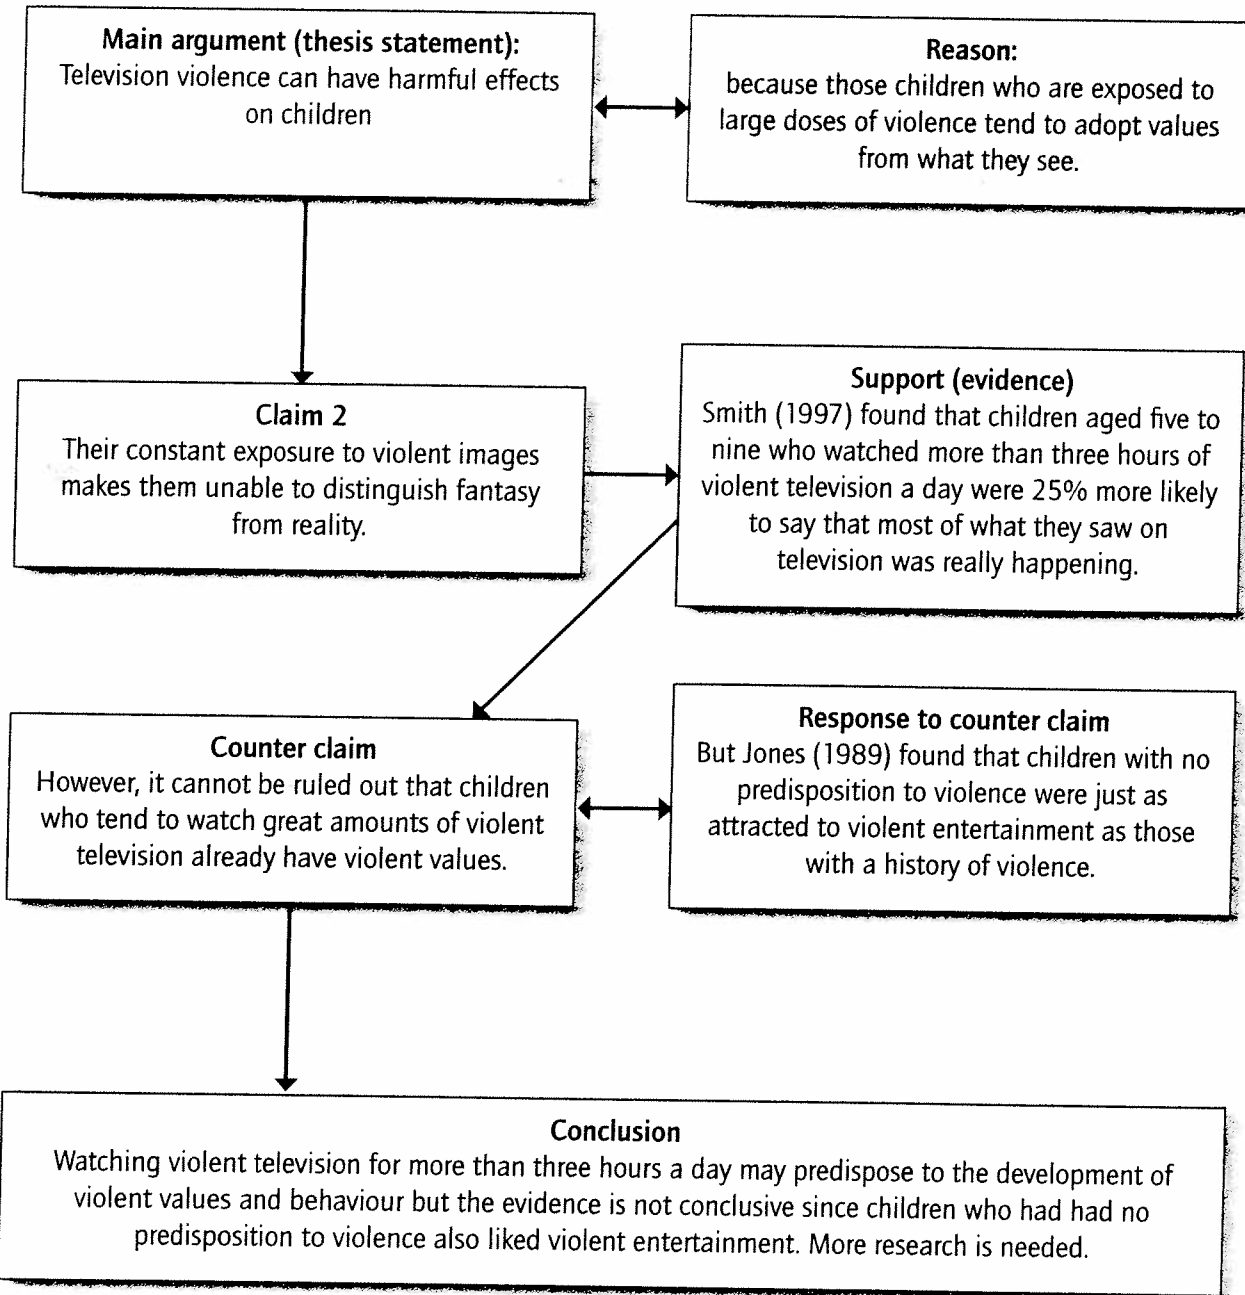 Main argument (thesis statement):
Television violence can have harmful effects
on children
Reason:
because those children who are exposed to
large doses of violence tend to adopt values
from what they see.
Claim 2
Their constant exposure to violent images
makes them unable to distinguish fantasy
from reality.
Support (evidence)
Smith (1997) found that children aged five to
nine who watched more than three hours of
violent television a day were 25% more likely
to say that most of what they saw on
television was really happening.
Counter claim
However, it cannot be ruled out that children
who tend to watch great amounts of violent
television already have violent values.
Response to counter claim
But Jones (1989) found that children with no
predisposition to violence were just as
attracted to violent entertainment as those
with a history of violence.
Conclusion
Watching violent television for more than three hours a day may predispose to the development of
violent values and behaviour but the evidence is not conclusive since children who had had no
predisposition to violence also liked violent entertainment. More research is needed.